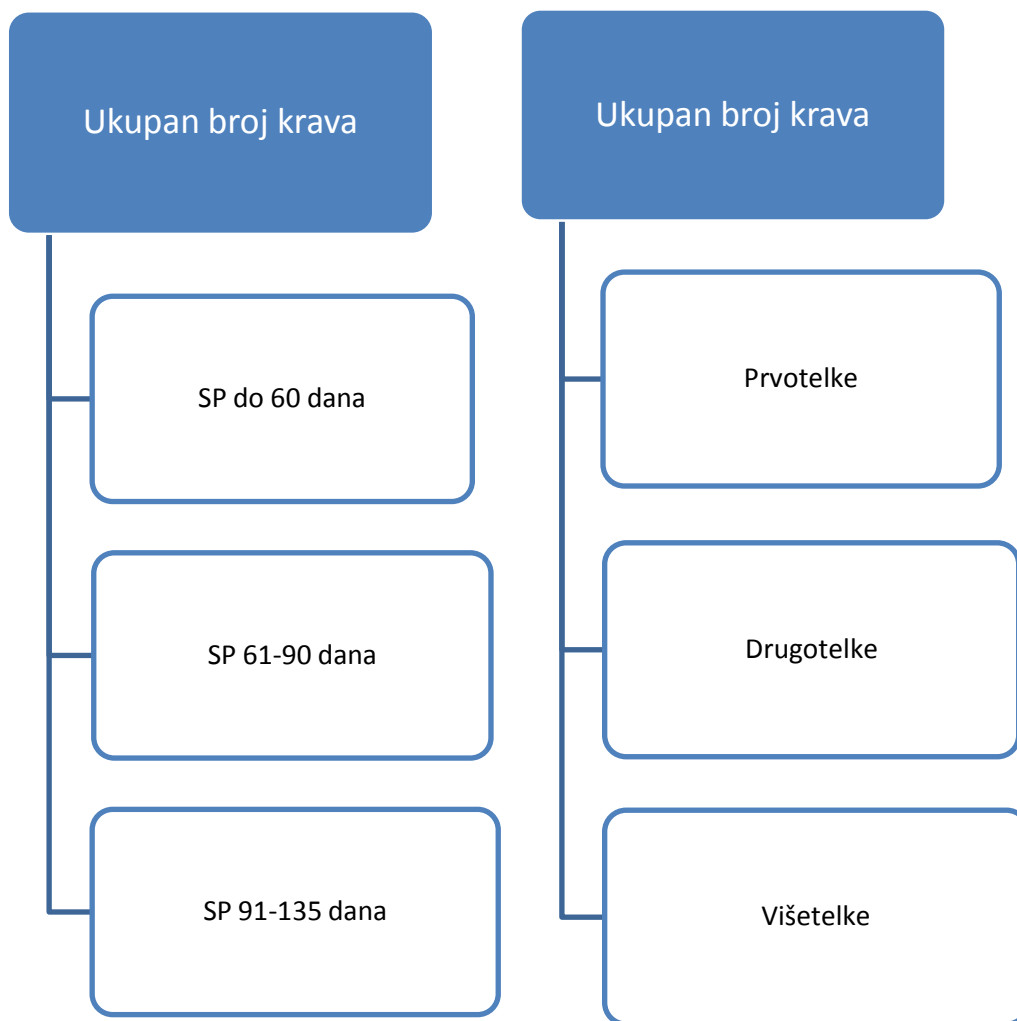 Ukupan broj krava
SP do 60 dana
SP 61-90 dana
SP 91-135 dana
Ukupan broj krava
Prvotelke
Drugotelke
Višetelke